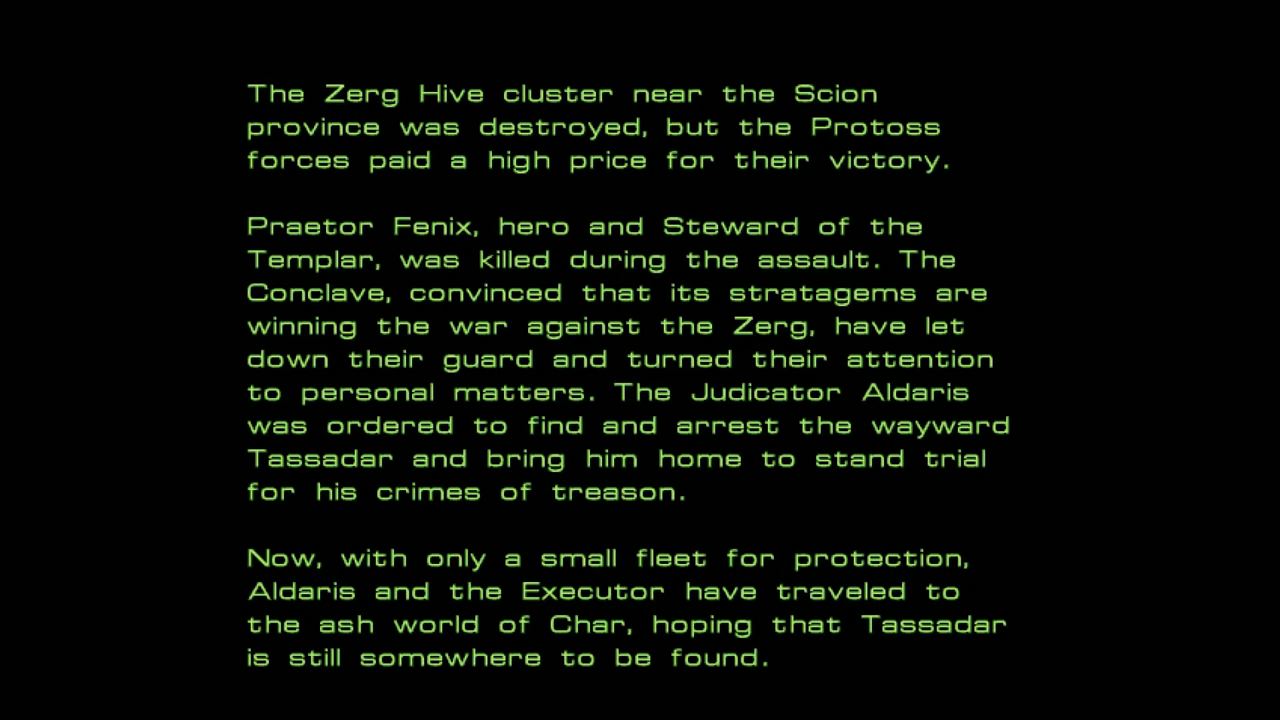 The Zerg Hive cluster near the Scion
province was destroyed, but the Protoss
forces paid a high price for their victory.
Praetor Fenix, hero and Steward of the
Templar, was killed during the assault. The
Conclave, convinced that its stratagems are
winning the war against the Zerg, have let
down their guard and turned their attention
to personal matters. The Judicator Aldaris
was ordered to find and arrest the wayward
Tassadar and bring him home to stand trial
for his crimes of treason.
Now, with only a small fleet for protection,
Aldaris and the Executor have traveled to
the ash world of Char, hoping that Tassadar
is still somewhere to be found.